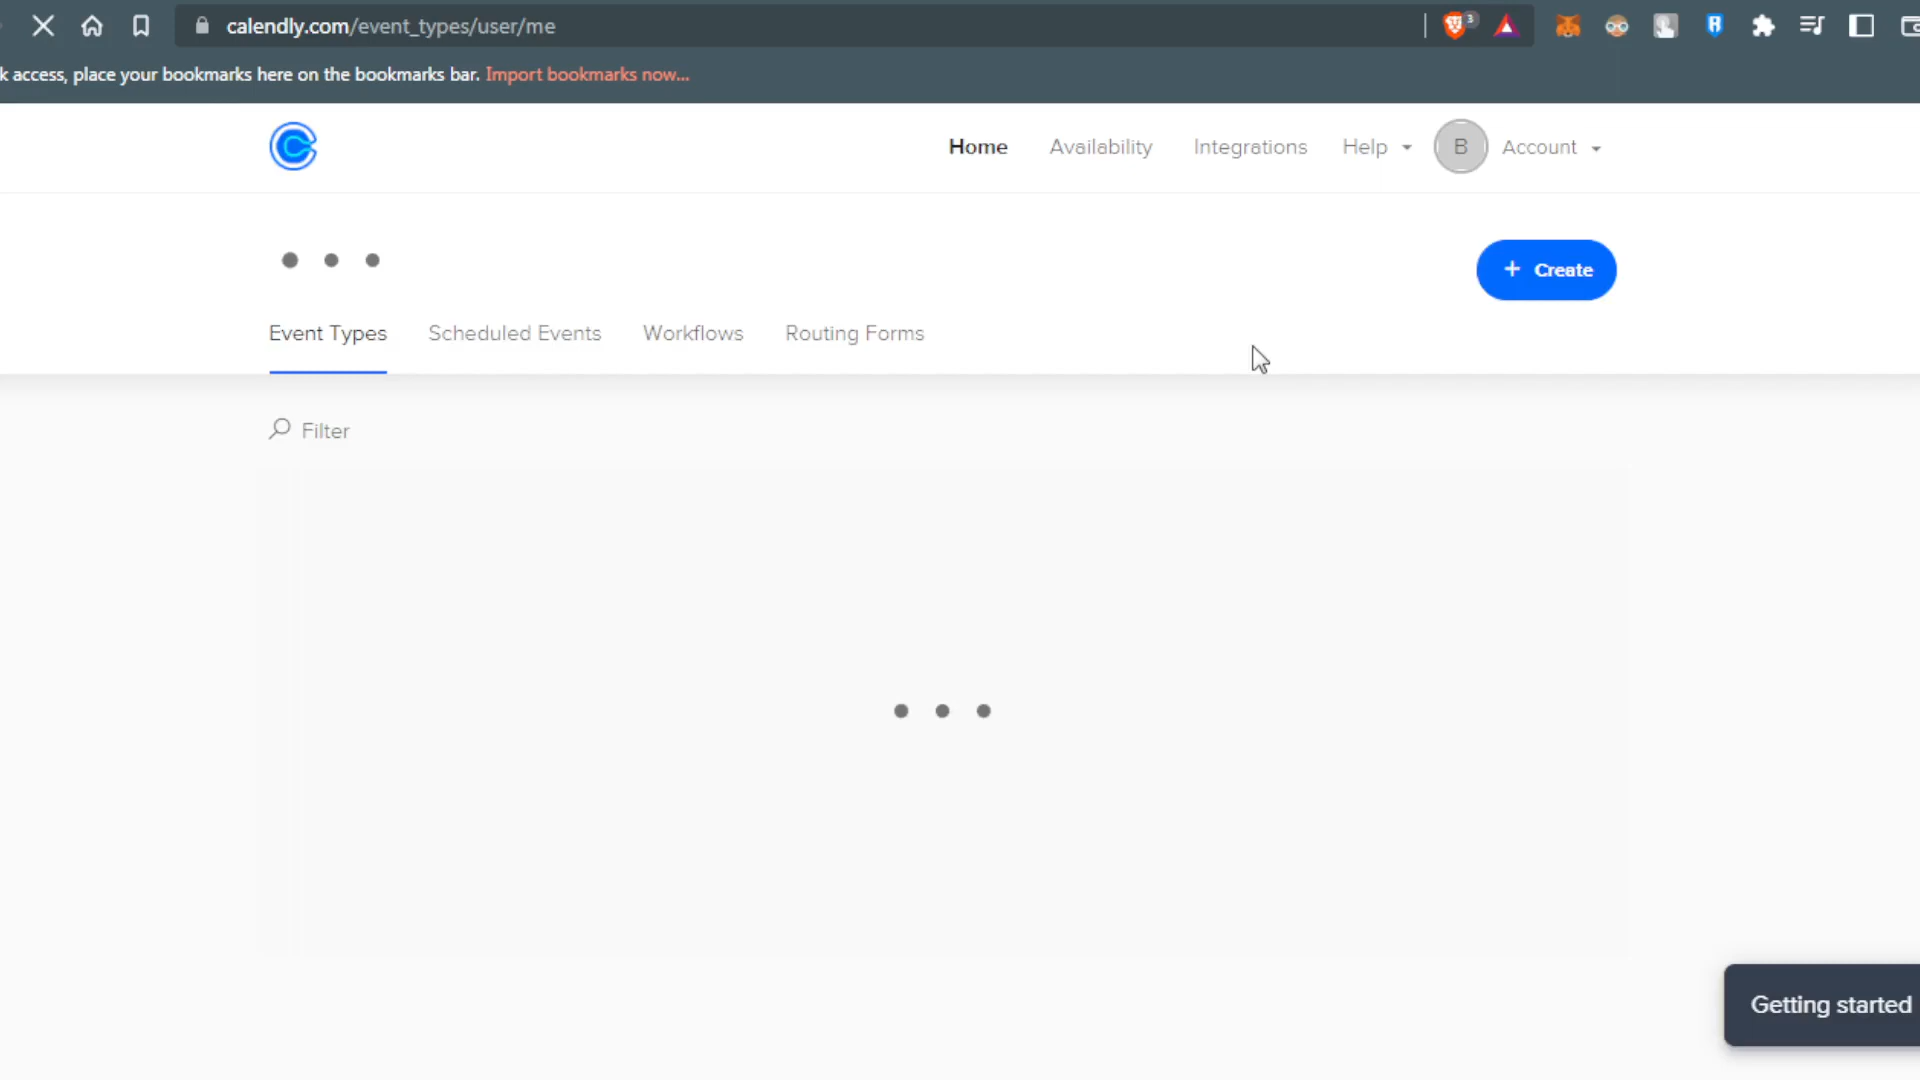 calendly.com/event_types/user/me
3
k access, place your bookmarks here on the bookmarks bar. Import bookmarks now...
Home Availability Integrations Help B Account
+ Create
Event Types Scheduled Events Workflows Routing Forms
Filter
Getting started